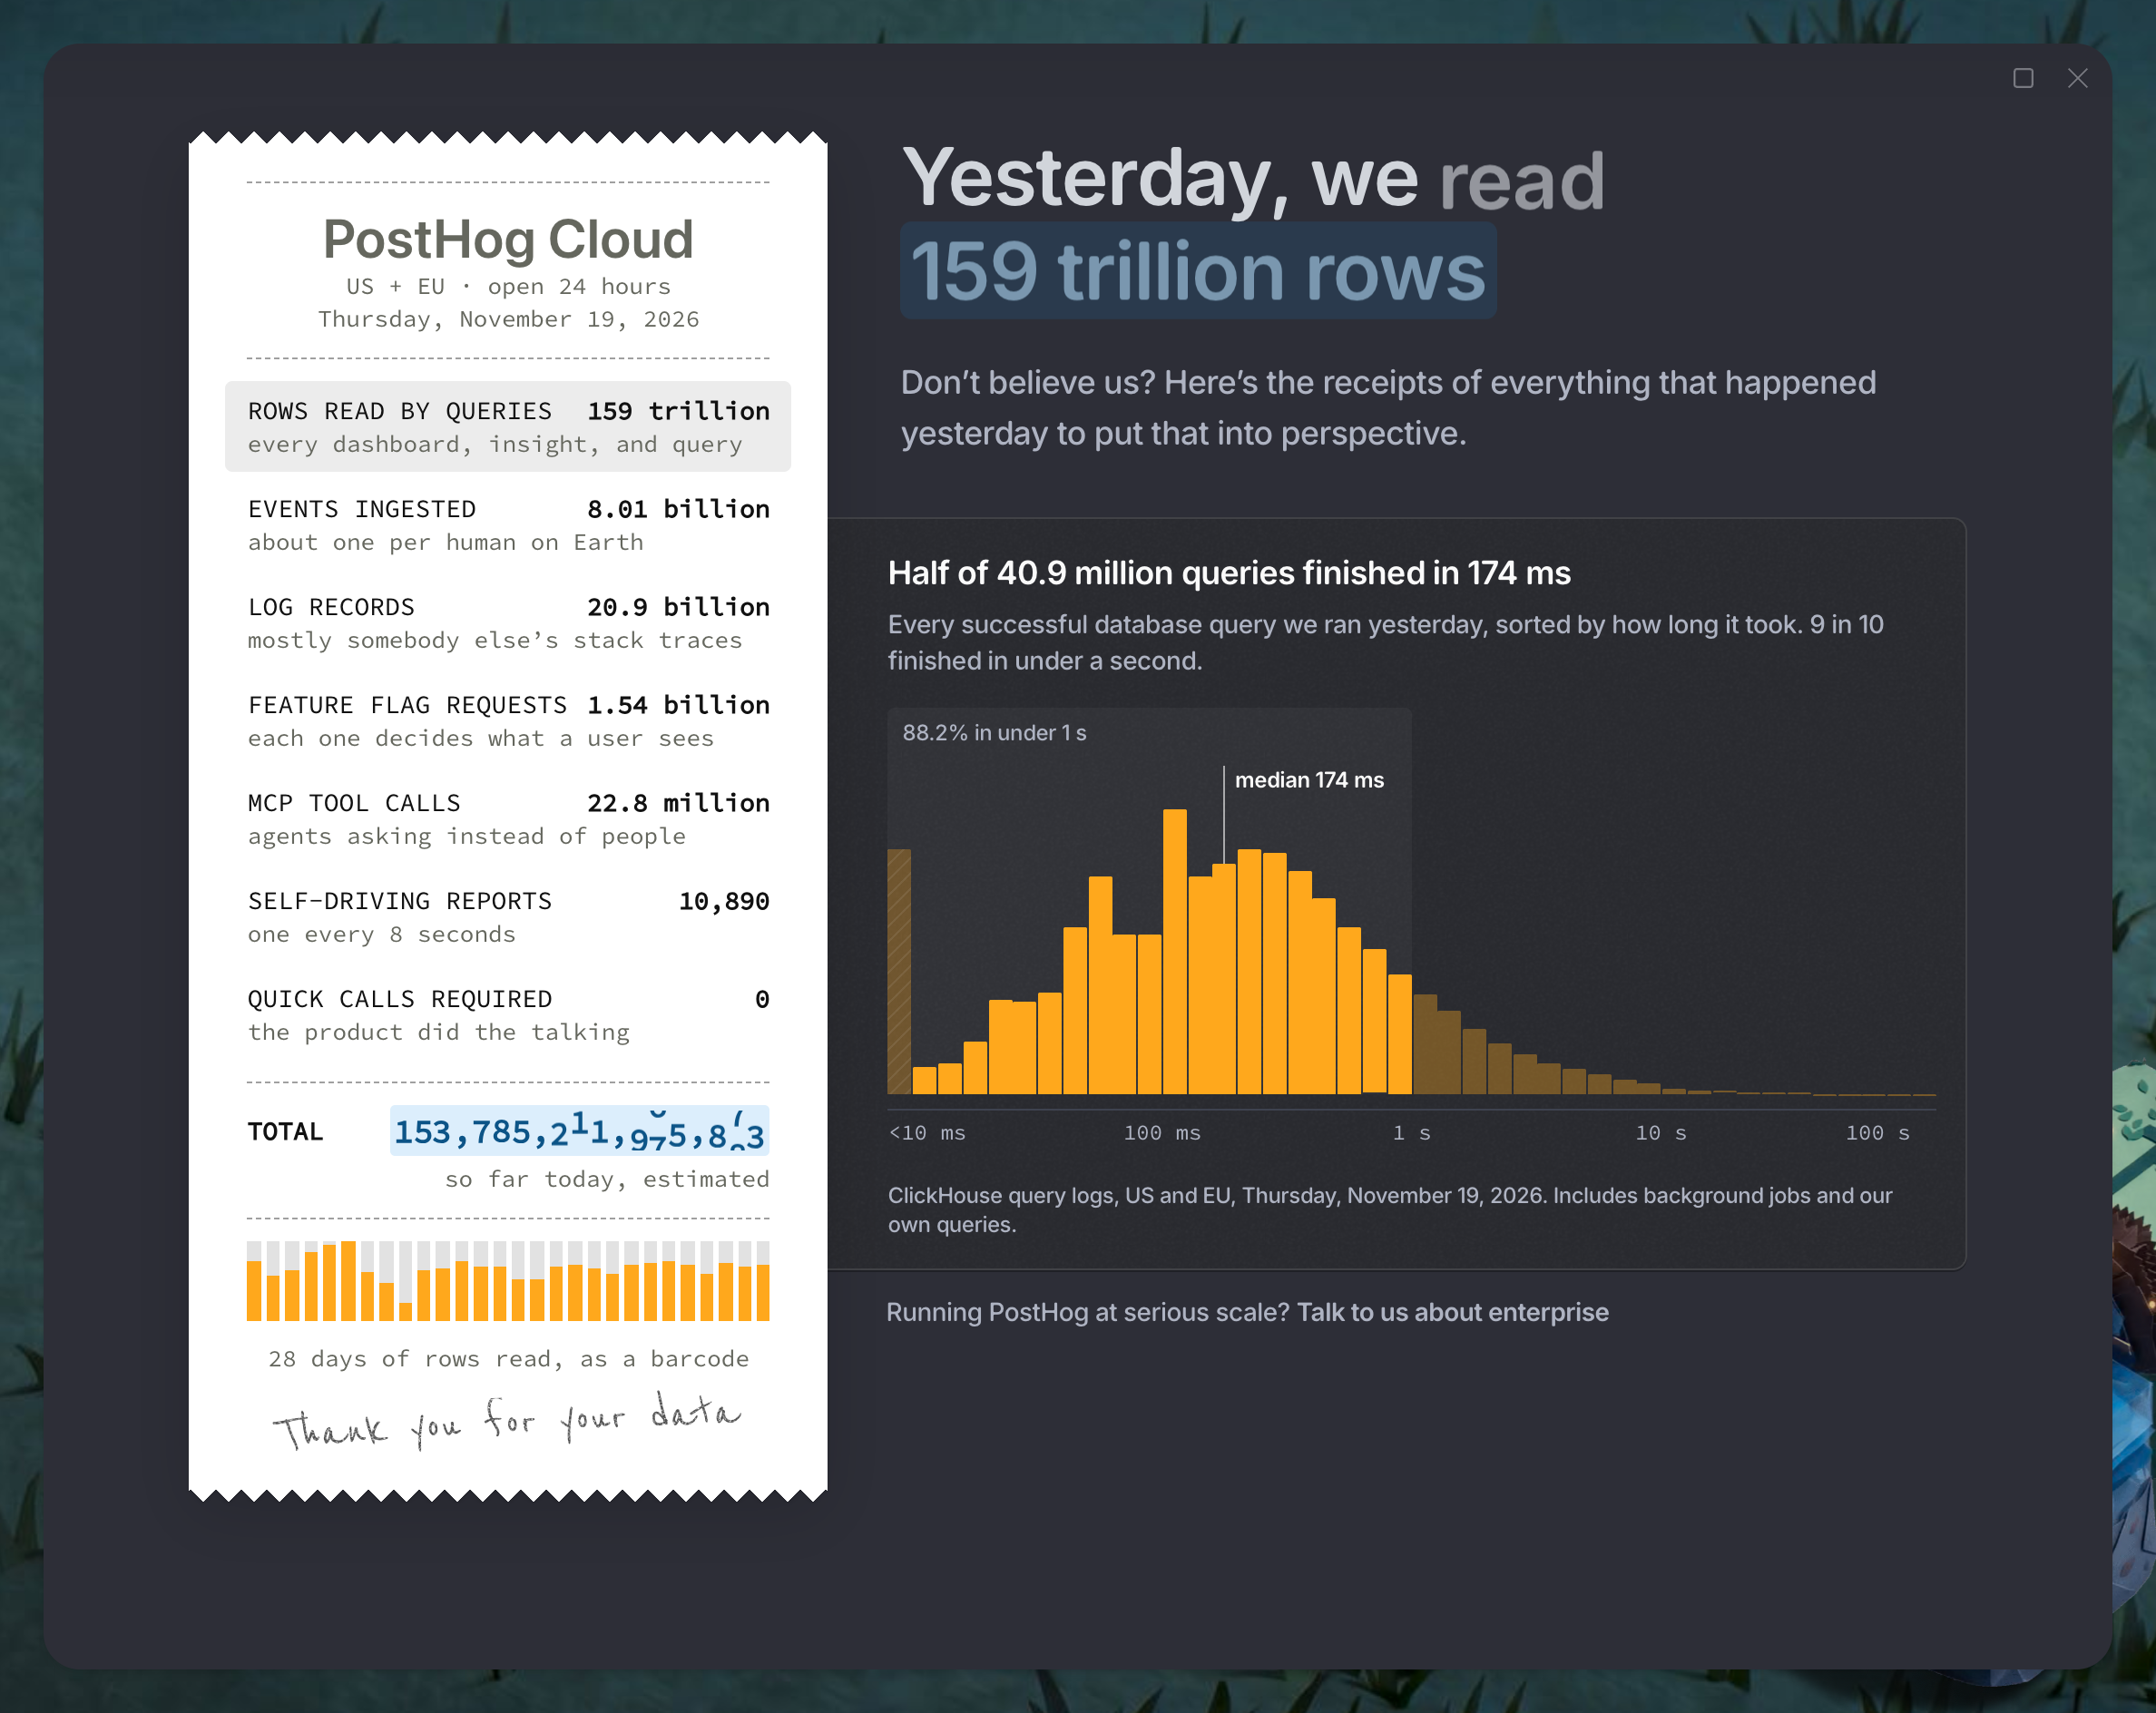 PostHog Cloud
US + EU · open 24 hours
Thursday, November 19, 2026
ROWS READ BY QUERIES 159 trillion
every dashboard, insight, and query
EVENTS INGESTED 8.01 billion
about one per human on Earth
LOG RECORDS 20.9 billion
mostly somebody else’s stack traces
FEATURE FLAG REQUESTS 1.54 billion
each one decides what a user sees
MCP TOOL CALLS 22.8 million
agents asking instead of people
SELF-DRIVING REPORTS 10,890
one every 8 seconds
QUICK CALLS REQUIRED 0
the product did the talking
TOTAL
so far today, estimated
28 days of rows read, as a barcode
Thank you for your data
Yesterday, we read
159 trillion rows
Don’t believe us? Here’s the receipts of everything that happened
yesterday to put that into perspective.
Half of 40.9 million queries finished in 174 ms
Every successful database query we ran yesterday, sorted by how long it took. 9 in 10
finished in under a second.
88.2% in under 1 s
median 174 ms
<10 ms 100 ms 1 s 10 s 100 s
ClickHouse query logs, US and EU, Thursday, November 19, 2026. Includes background jobs and our
own queries.
Running PostHog at serious scale? Talk to us about enterprise